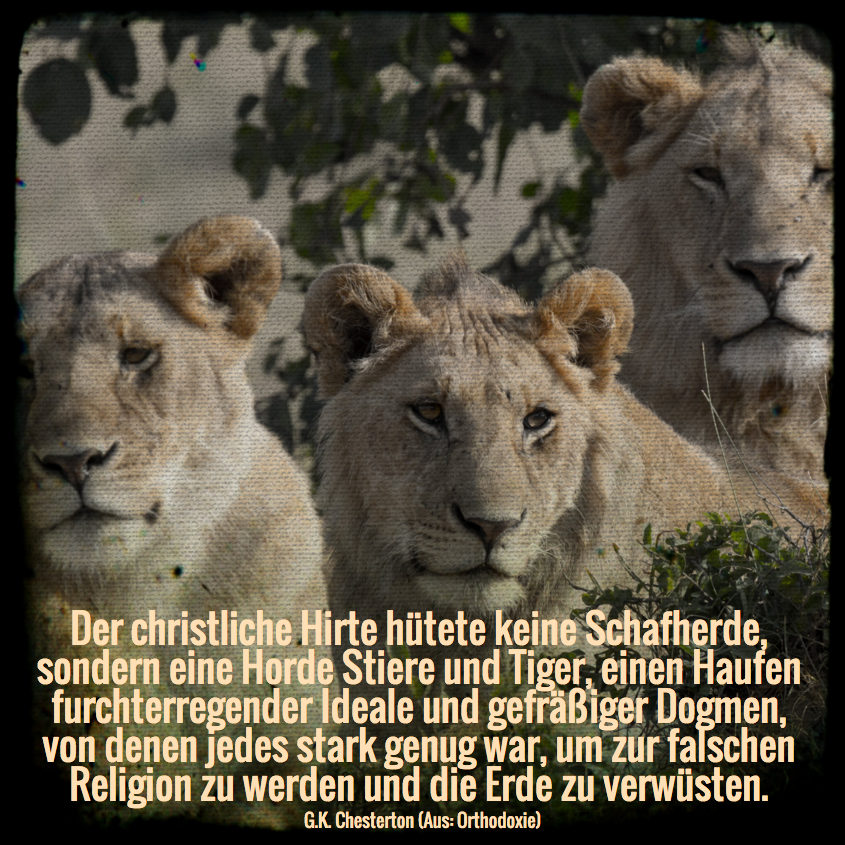 Der christliche Hirte hütete keine Schafherde,
sondern eine Horde Stiere und Tiger, einen Haufen
furchterregender Ideale und gefräßiger Dogmen,
von denen jedes stark genug war, um zur falschen
Religion zu werden und die Erde zu verwüsten.
G.K. Chesterton (Aus: Orthodoxie)